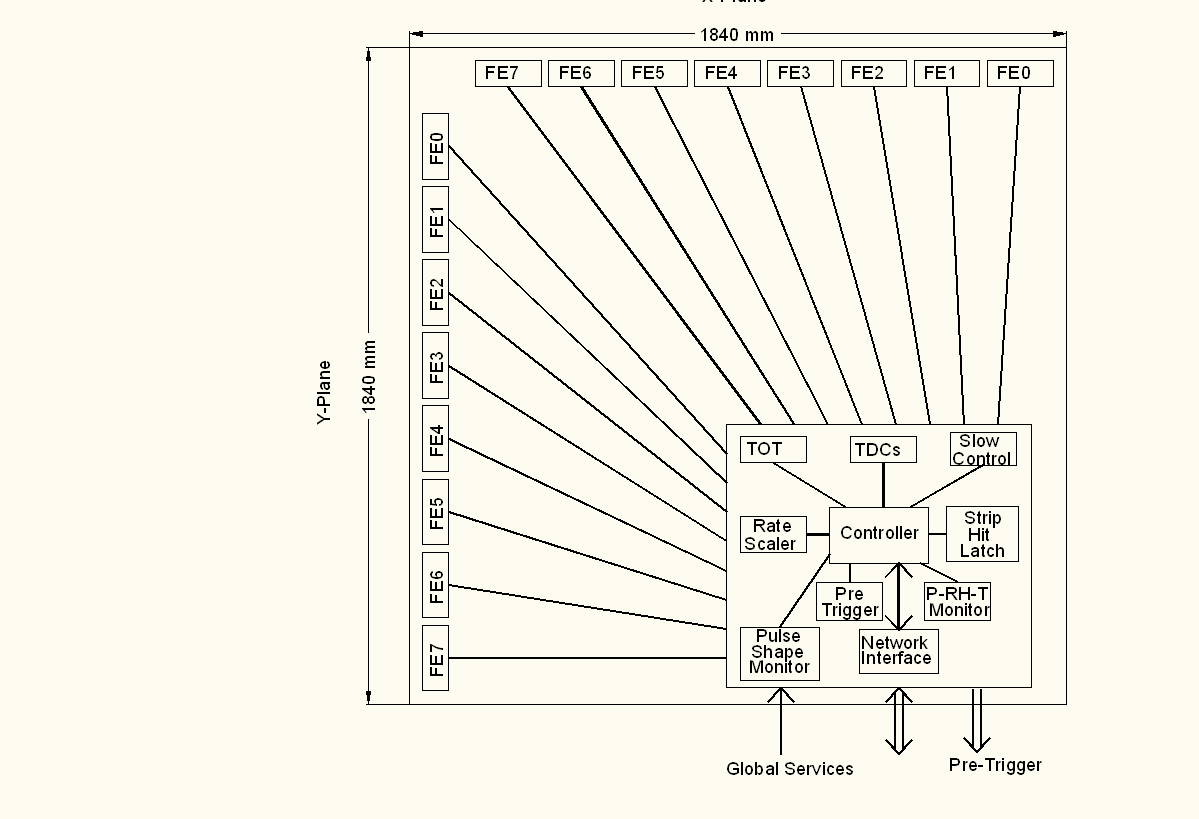 X-Plane
1840 mm
FE7 FE6 FE5 FE4 FE3 FE2 FE1 FE0
FE0
FE1
FE2
FE3
FE4
FE5
FE6
FE7
Y-Plane
1840 mm
TOT
TDCs
Slow
Control
Rate
Scaler
Controller
Strip
Hit
Latch
Pre
Trigger
P-RH-T
Monitor
Pulse
Shape
Monitor
Network
Interface
Global Services
Pre-Trigger